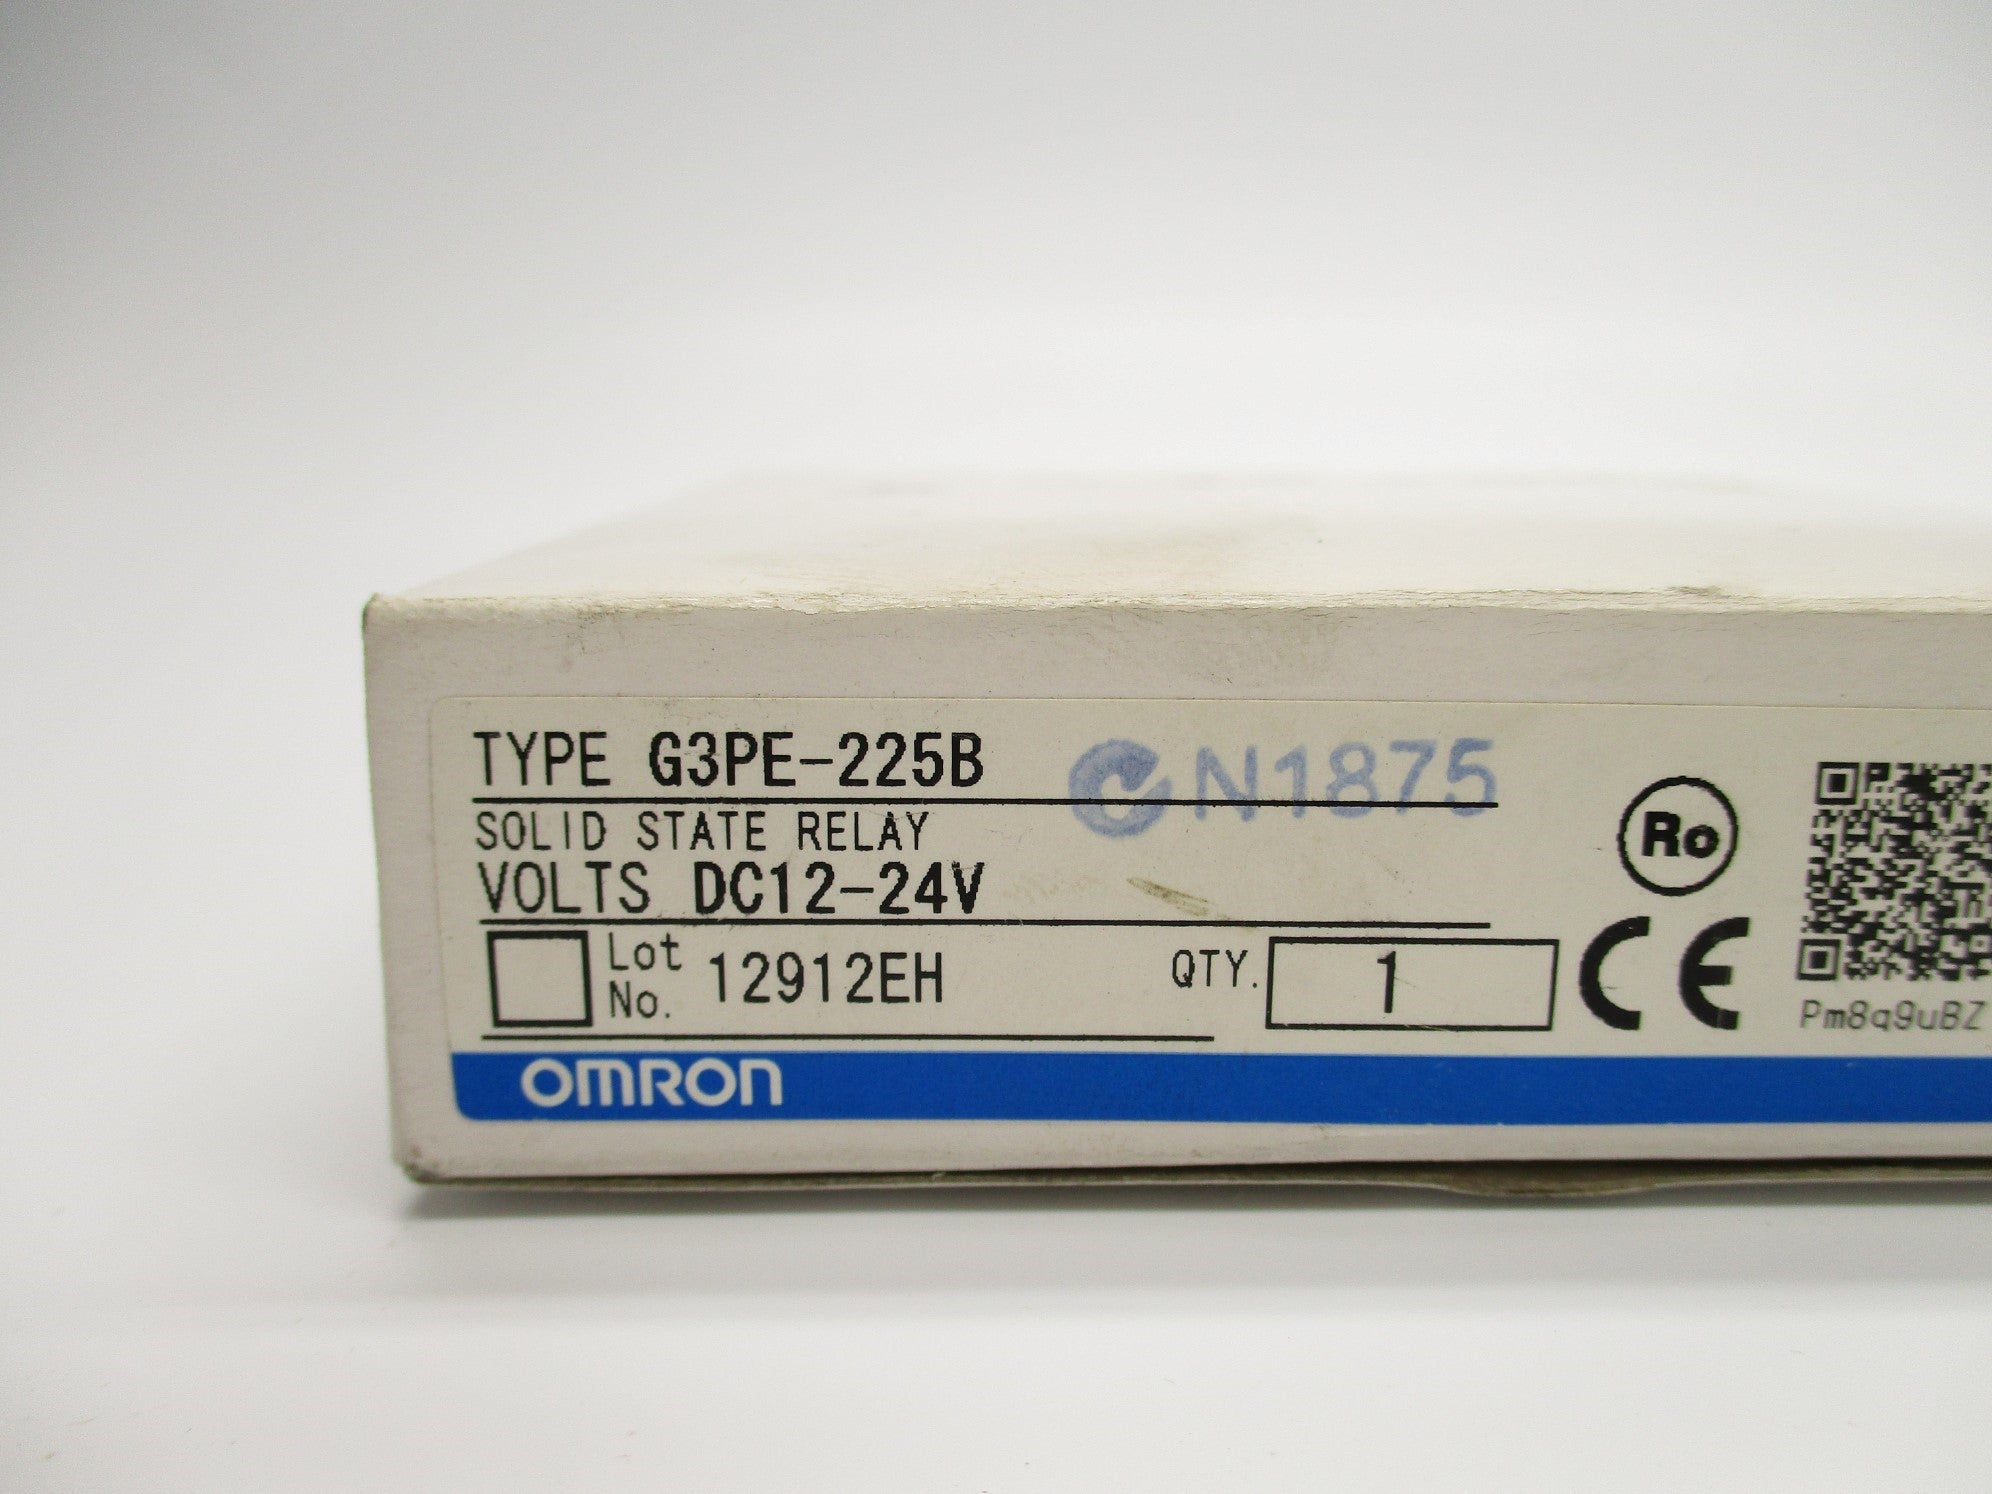 TYPE G3PE-225B N1875
SOLID STATE RELAY
VOLTS DC12-24V
Lot No. 12912EH QTY. 1
Ro
CE
Pm8q9uBZ
OMRON